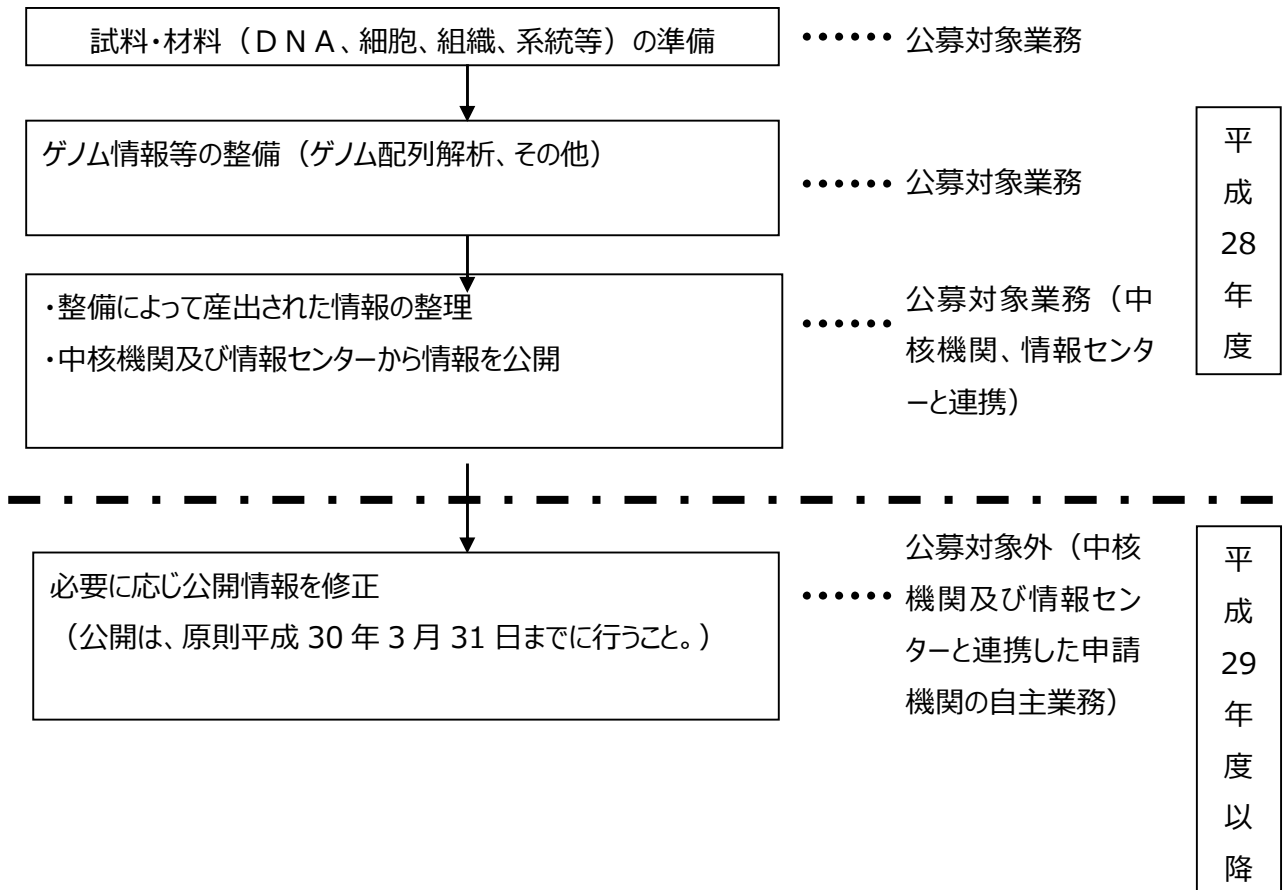 試料・材料（ＤＮＡ、細胞、組織、系統等）の準備
•••••• 公募対象業務
ゲノム情報等の整備（ゲノム配列解析、その他）
•••••• 公募対象業務
・整備によって産出された情報の整理
・中核機関及び情報センターから情報を公開
•••••• 公募対象業務（中
核機関、情報センタ
ーと連携）
平
成
28
年
度
必要に応じ公開情報を修正
（公開は、原則平成 30 年 3 月 31 日までに行うこと。）
•••••• 公募対象外（中核
機関及び情報セン
ターと連携した申請
機関の自主業務）
平
成
29
年
度
以
降